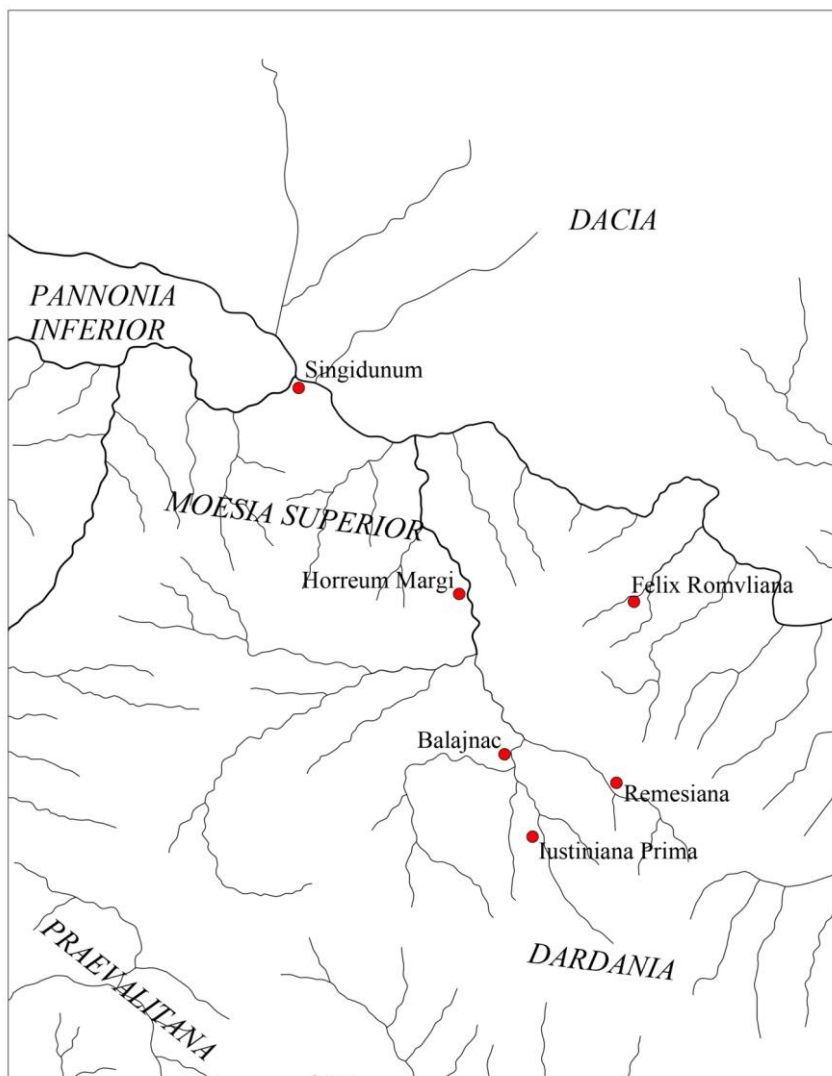 DACIA
PANNONIA
INFERIOR
Singidunum
MOESIA SUPERIOR
Horreum Margi
Felix Romvliana
Balajnac
Remesiana
Iustiniana Prima
PRAEVALITANA
DARDANIA